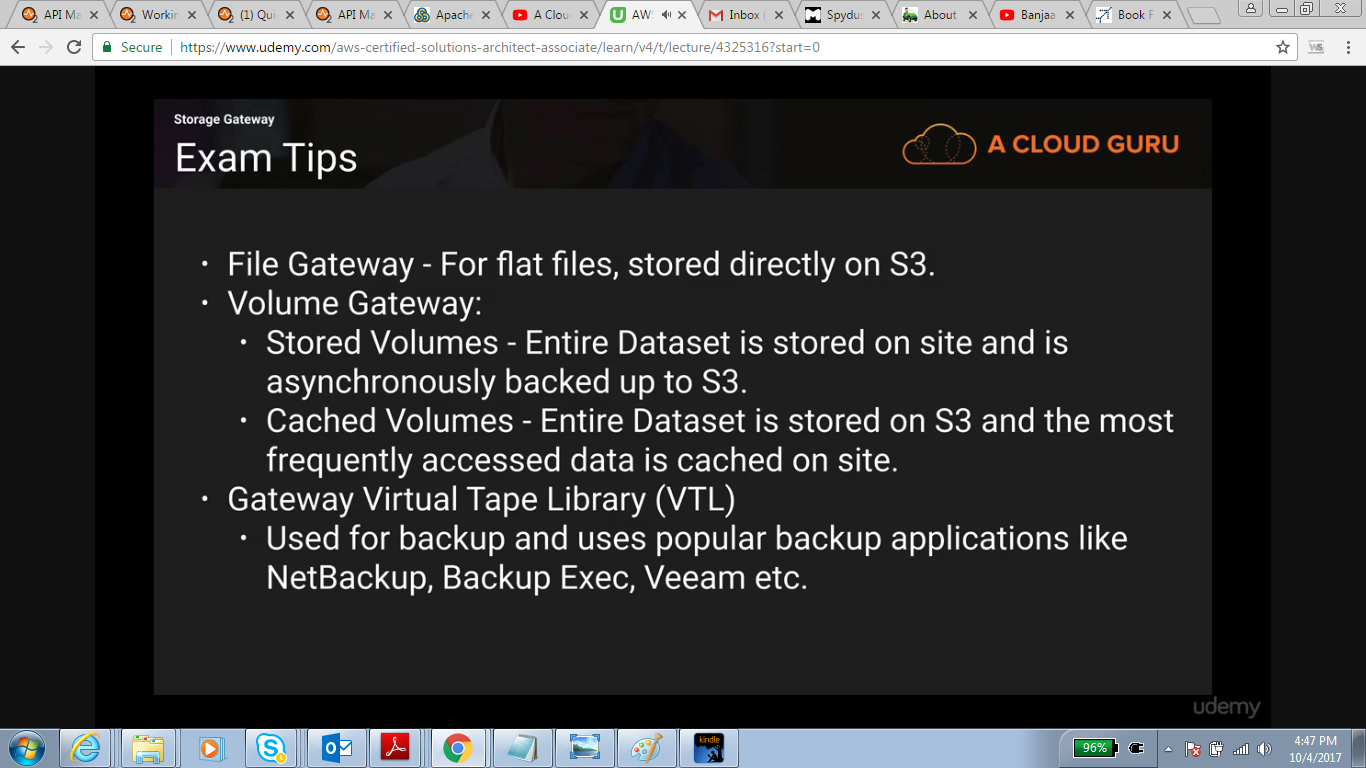 API Ma
Workin
(1) Qui
API Ma
Apache
A Clou
AWS
Inbox (
Spydus
About
Banjaa
Book F
Secure
https://www.udemy.com/aws-certified-solutions-architect-associate/learn/v4/t/lecture/4325316?start=0
Storage Gateway
Exam Tips
A CLOUD GURU
• File Gateway - For flat files, stored directly on S3.
• Volume Gateway:
• Stored Volumes - Entire Dataset is stored on site and is
asynchronously backed up to S3.
• Cached Volumes - Entire Dataset is stored on S3 and the most
frequently accessed data is cached on site.
• Gateway Virtual Tape Library (VTL)
• Used for backup and uses popular backup applications like
NetBackup, Backup Exec, Veeam etc.
udemy
kindle
96%
4:47 PM
10/4/2017